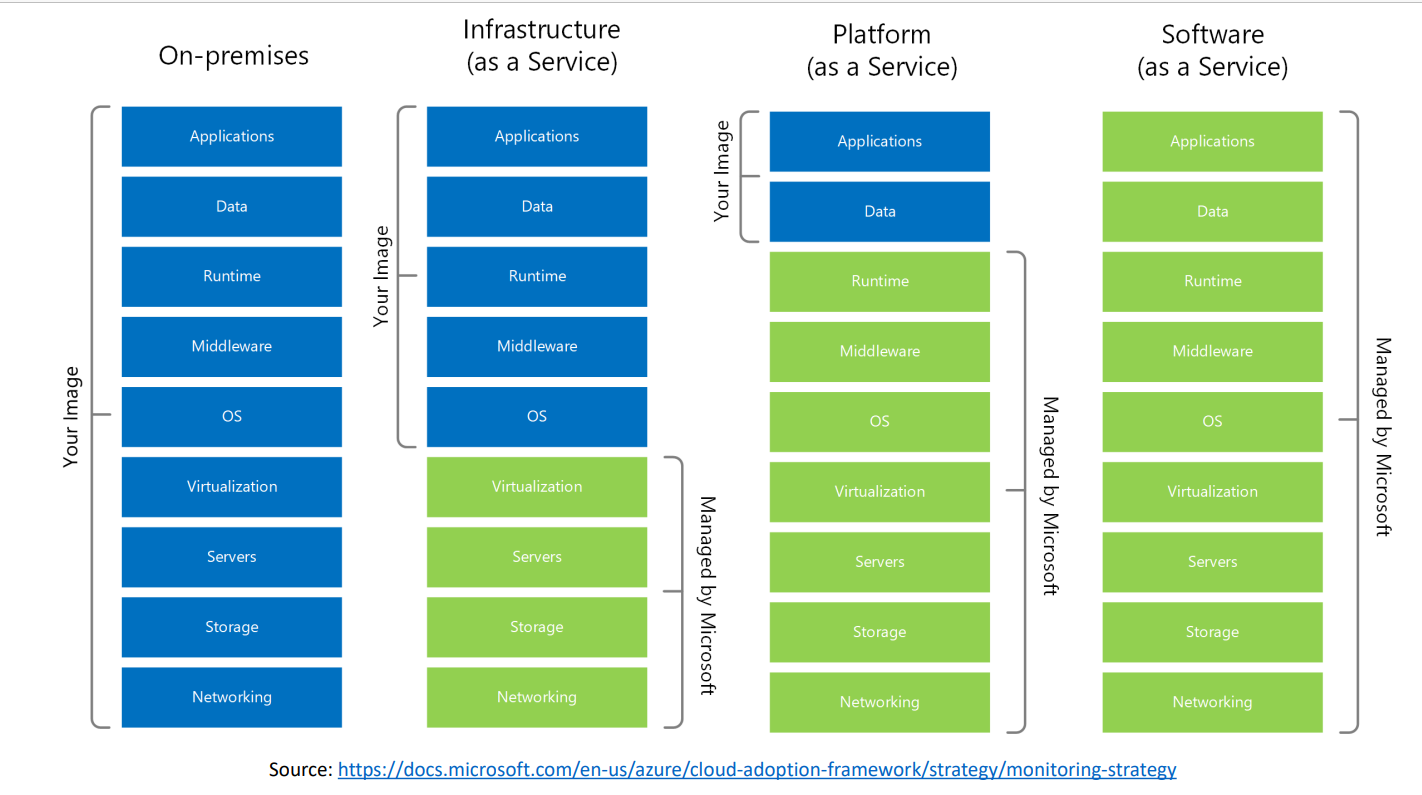 On-premises
Infrastructure
(as a Service)
Platform
(as a Service)
Software
(as a Service)
Your Image
Applications
Data
Runtime
Middleware
OS
Virtualization
Servers
Storage
Networking
Your Image
Applications
Data
Runtime
Middleware
OS
Virtualization
Servers
Storage
Networking
Managed by Microsoft
Your Image
Applications
Data
Runtime
Middleware
OS
Virtualization
Servers
Storage
Networking
Managed by Microsoft
Applications
Data
Runtime
Middleware
OS
Virtualization
Servers
Storage
Networking
Managed by Microsoft
Source: https://docs.microsoft.com/en-us/azure/cloud-adoption-framework/strategy/monitoring-strategy